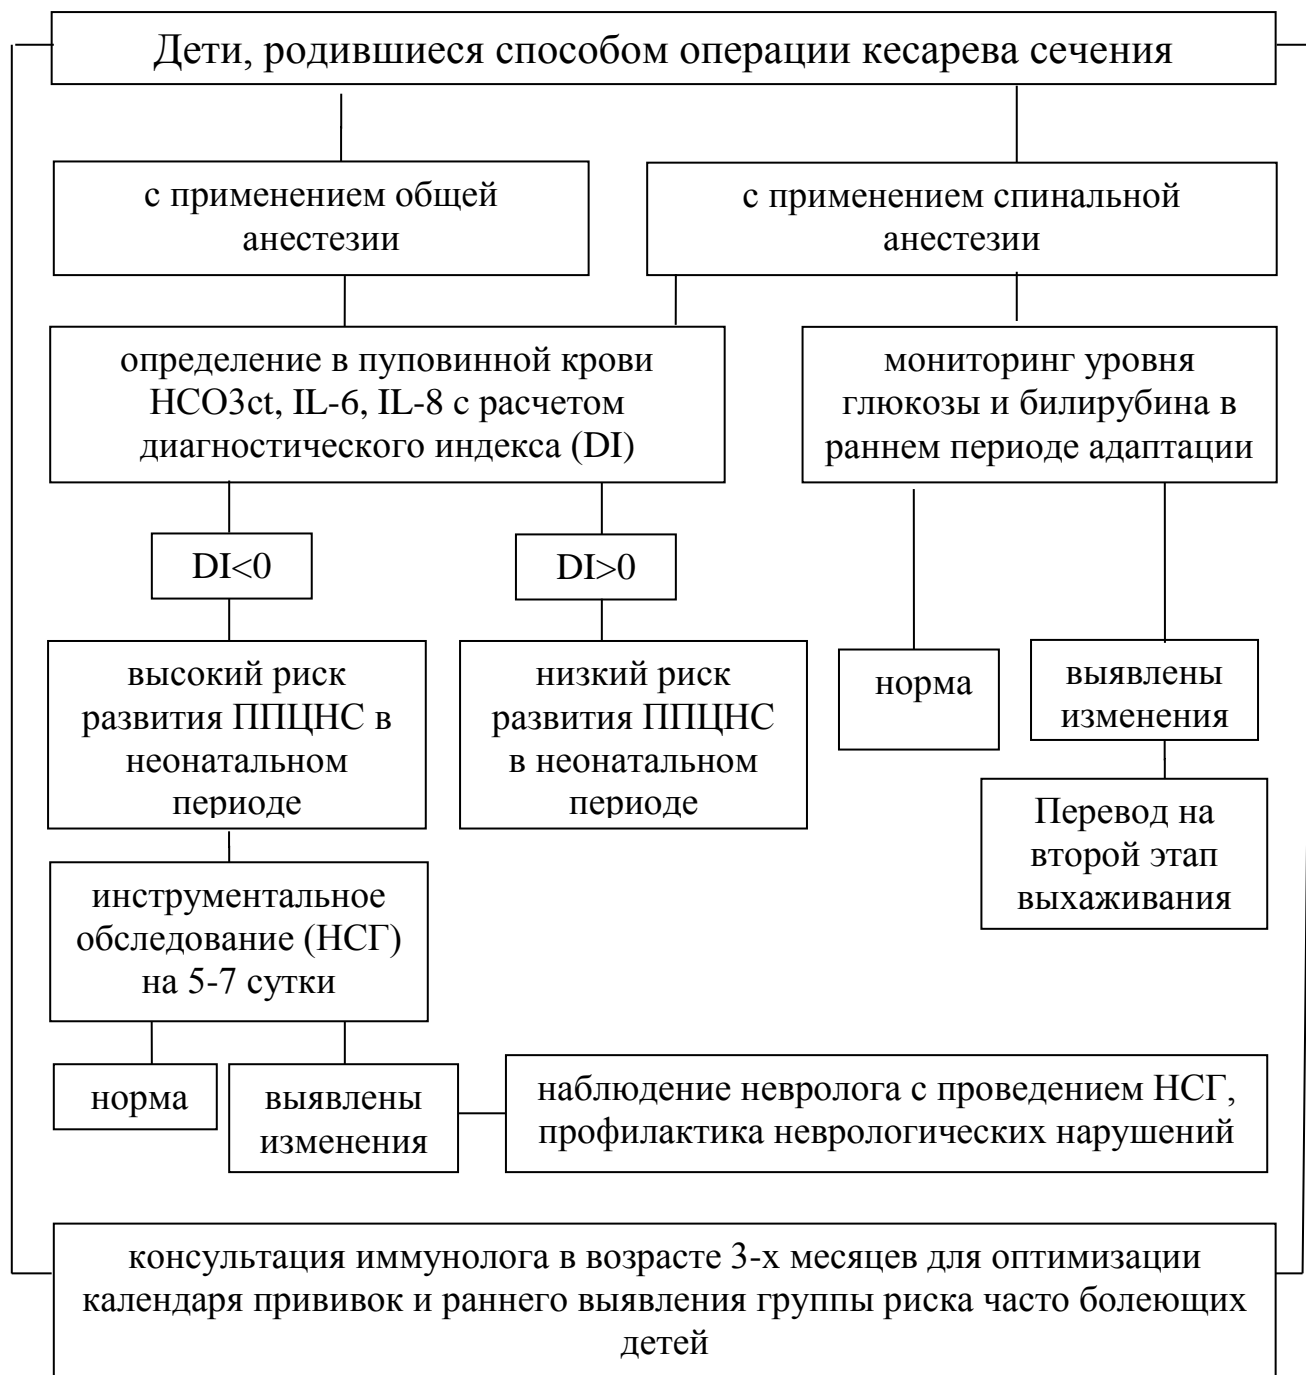 Дети, родившиеся способом операции кесарева сечения
с применением общей
анестезии
с применением спинальной
анестезии
определение в пуповинной крови
HCO3ct, IL-6, IL-8 с расчетом
диагностического индекса (DI)
мониторинг уровня
глюкозы и билирубина в
раннем периоде адаптации
DI<0
DI>0
высокий риск
развития ППЦНС в
неонатальном
периоде
низкий риск
развития ППЦНС
в неонатальном
периоде
норма
выявлены
изменения
Перевод на
второй этап
выхаживания
инструментальное
обследование (НСГ)
на 5-7 сутки
норма
выявлены
изменения
наблюдение невролога с проведением НСГ,
профилактика неврологических нарушений
консультация иммунолога в возрасте 3-х месяцев для оптимизации
календаря прививок и раннего выявления группы риска часто болеющих
детей